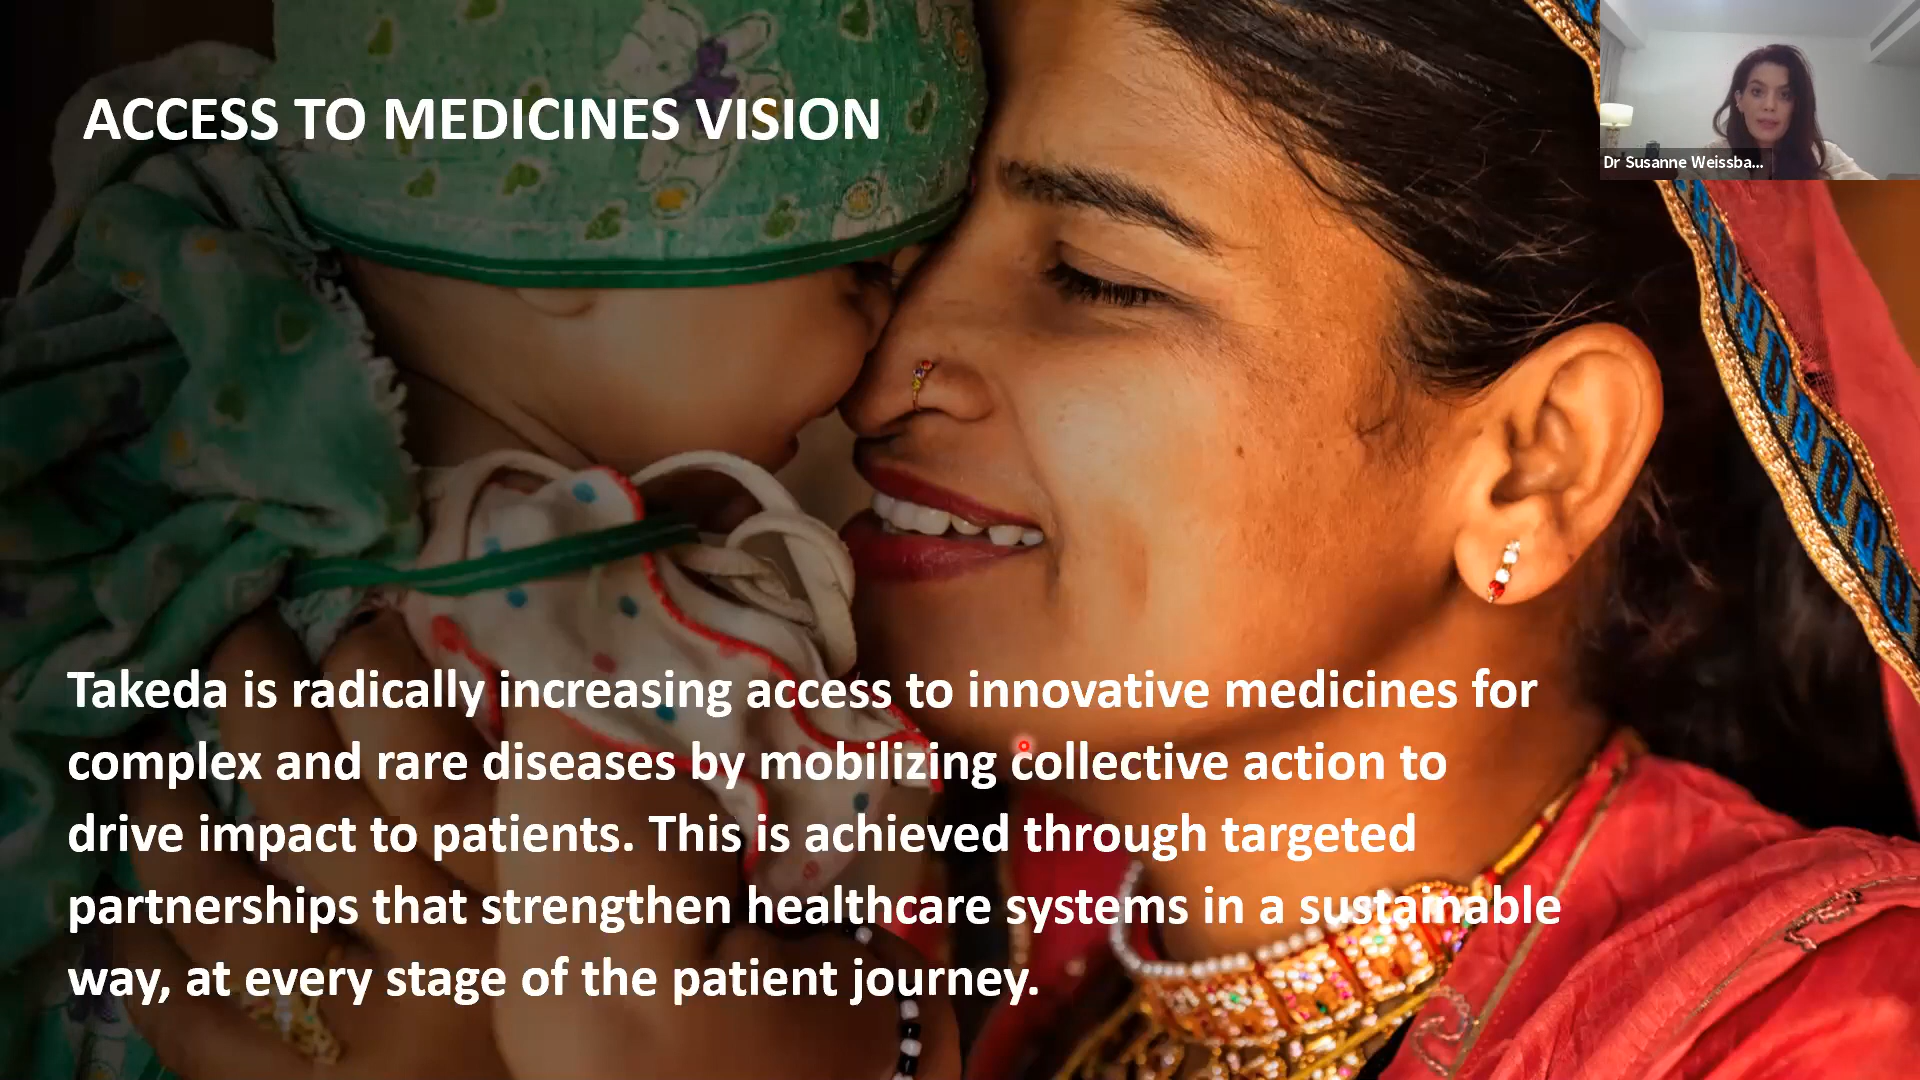 ACCESS TO MEDICINES VISION
Dr Susanne Weissba...
Takeda is radically increasing access to innovative medicines for
complex and rare diseases by mobilizing collective action to
drive impact to patients. This is achieved through targeted
partnerships that strengthen healthcare systems in a sustainable
way, at every stage of the patient journey.